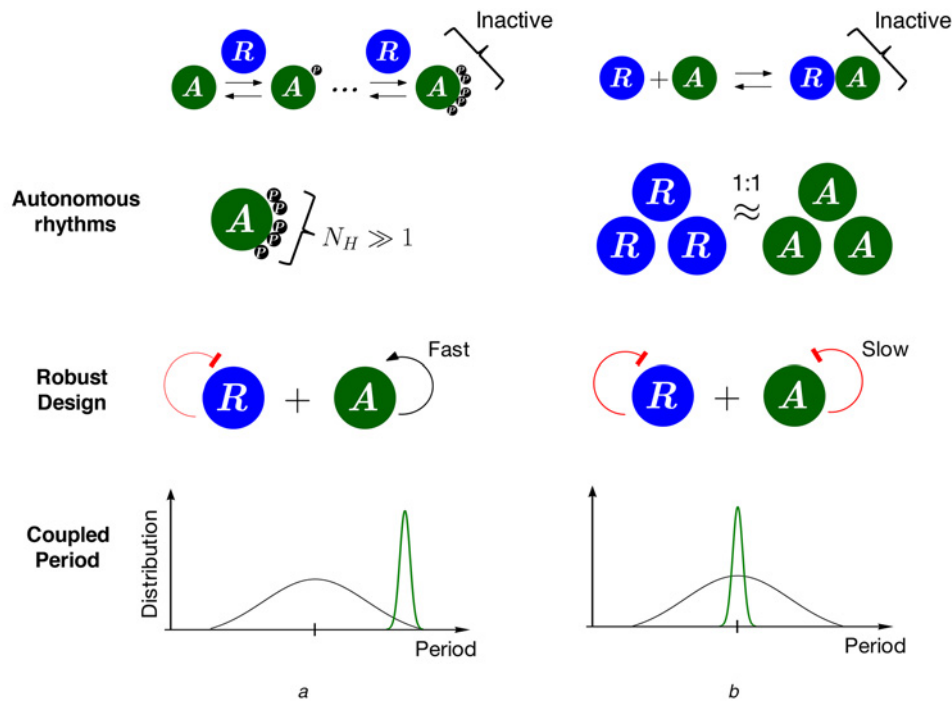 Inactive
R R
A A P ... A P P P P P
Inactive
R + A R A
Autonomous
rhythms
A P P P P P
N_H ≫ 1
R R R
1:1
≈
A A A
Robust
Design
R + A
Fast
R + A
Slow
Coupled
Period
Distribution
Period
Period
a
b